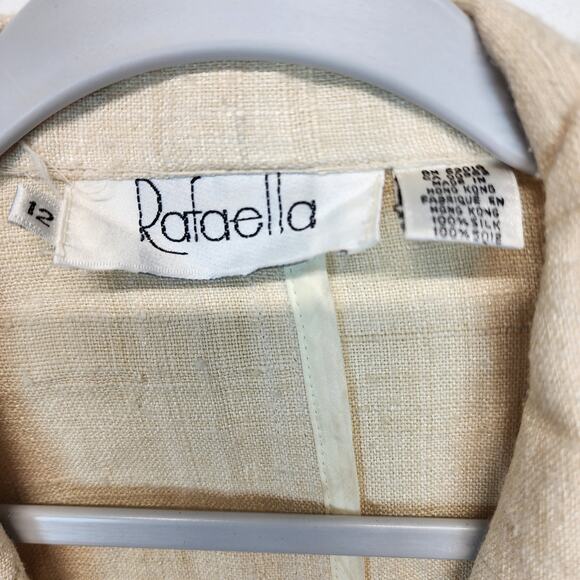 12
Rafaella
MADE IN
HONG KONG
FABRIQUE EN
HONG KONG
100% SILK
100% SOIE